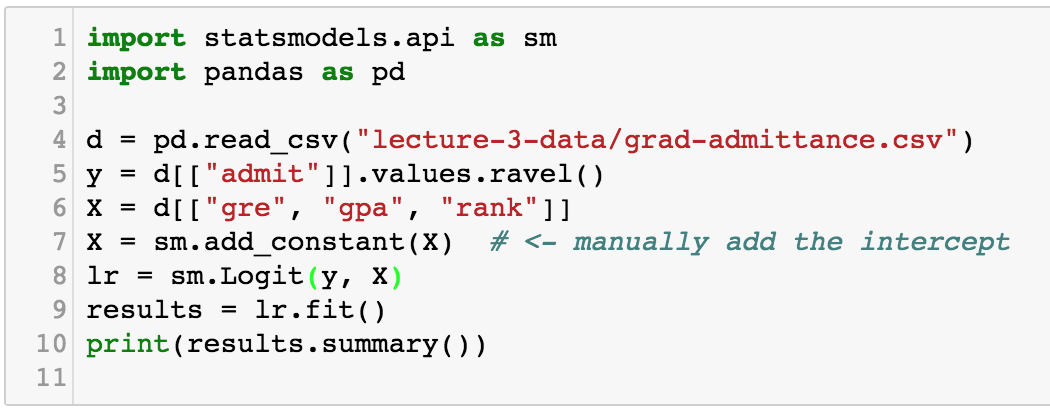 1 import statsmodels.api as sm
2 import pandas as pd
3
4 d = pd.read_csv("lecture-3-data/grad-admittance.csv")
5 y = d[["admit"]].values.ravel()
6 X = d[["gre", "gpa", "rank"]]
7 X = sm.add_constant(X)  # <- manually add the intercept
8 lr = sm.Logit(y, X)
9 results = lr.fit()
10 print(results.summary())
11